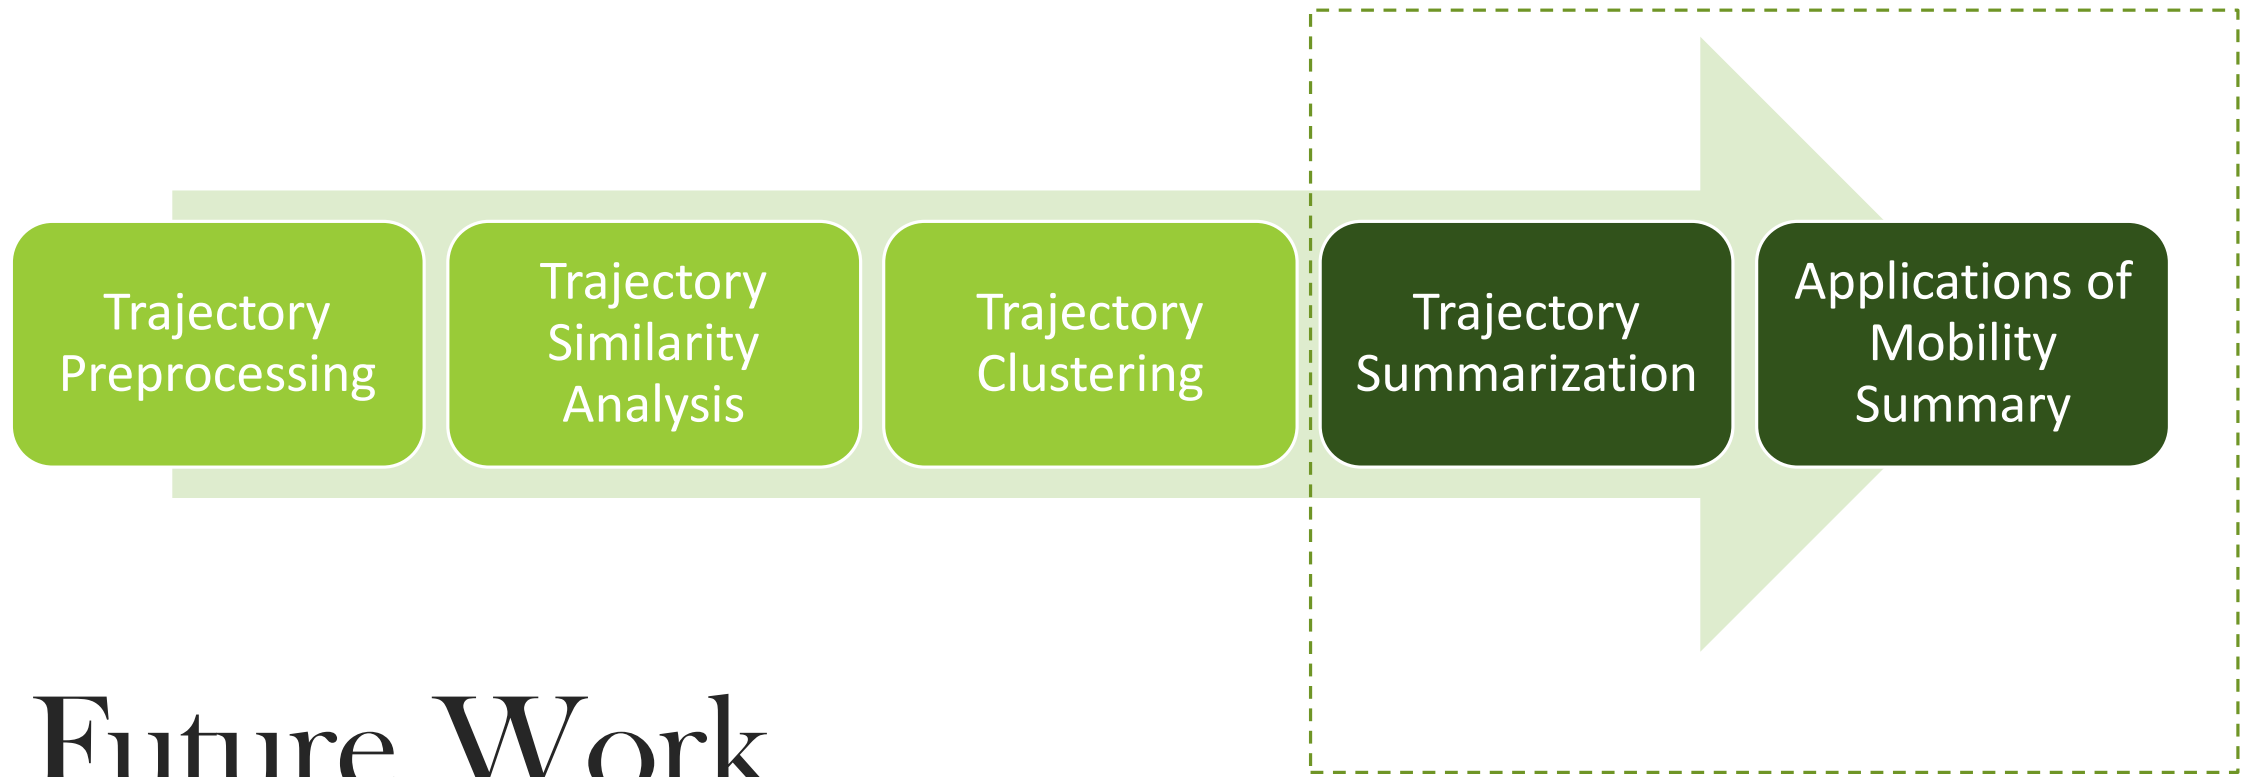 Trajectory
Preprocessing
Trajectory
Similarity
Analysis
Trajectory
Clustering
Trajectory
Summarization
Applications of
Mobility
Summary
Future Work